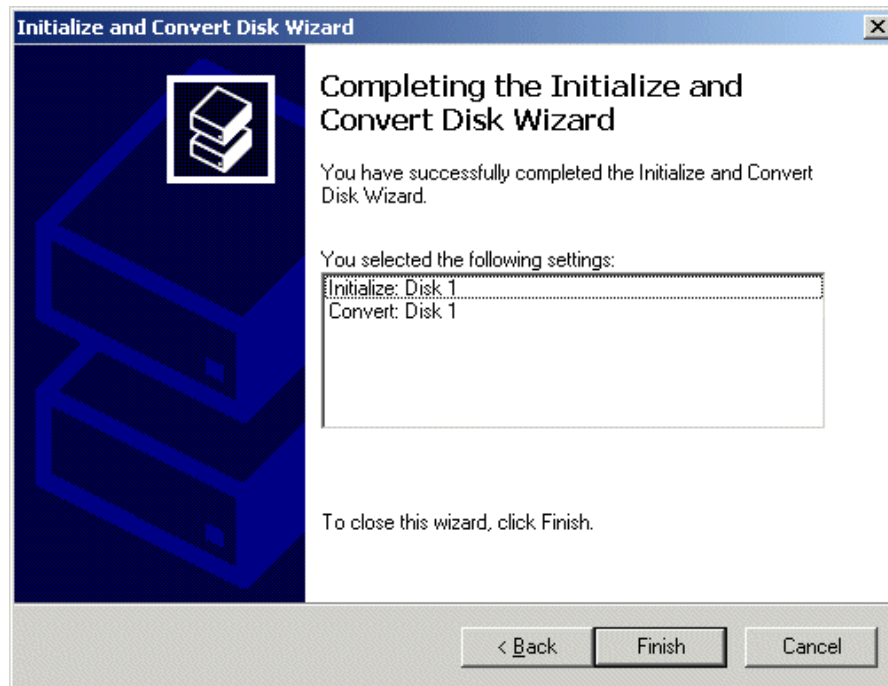 Initialize and Convert Disk Wizard
Completing the Initialize and
Convert Disk Wizard
You have successfully completed the Initialize and Convert
Disk Wizard.
You selected the following settings:
Initialize: Disk 1
Convert: Disk 1
To close this wizard, click Finish.
< Back
Finish
Cancel